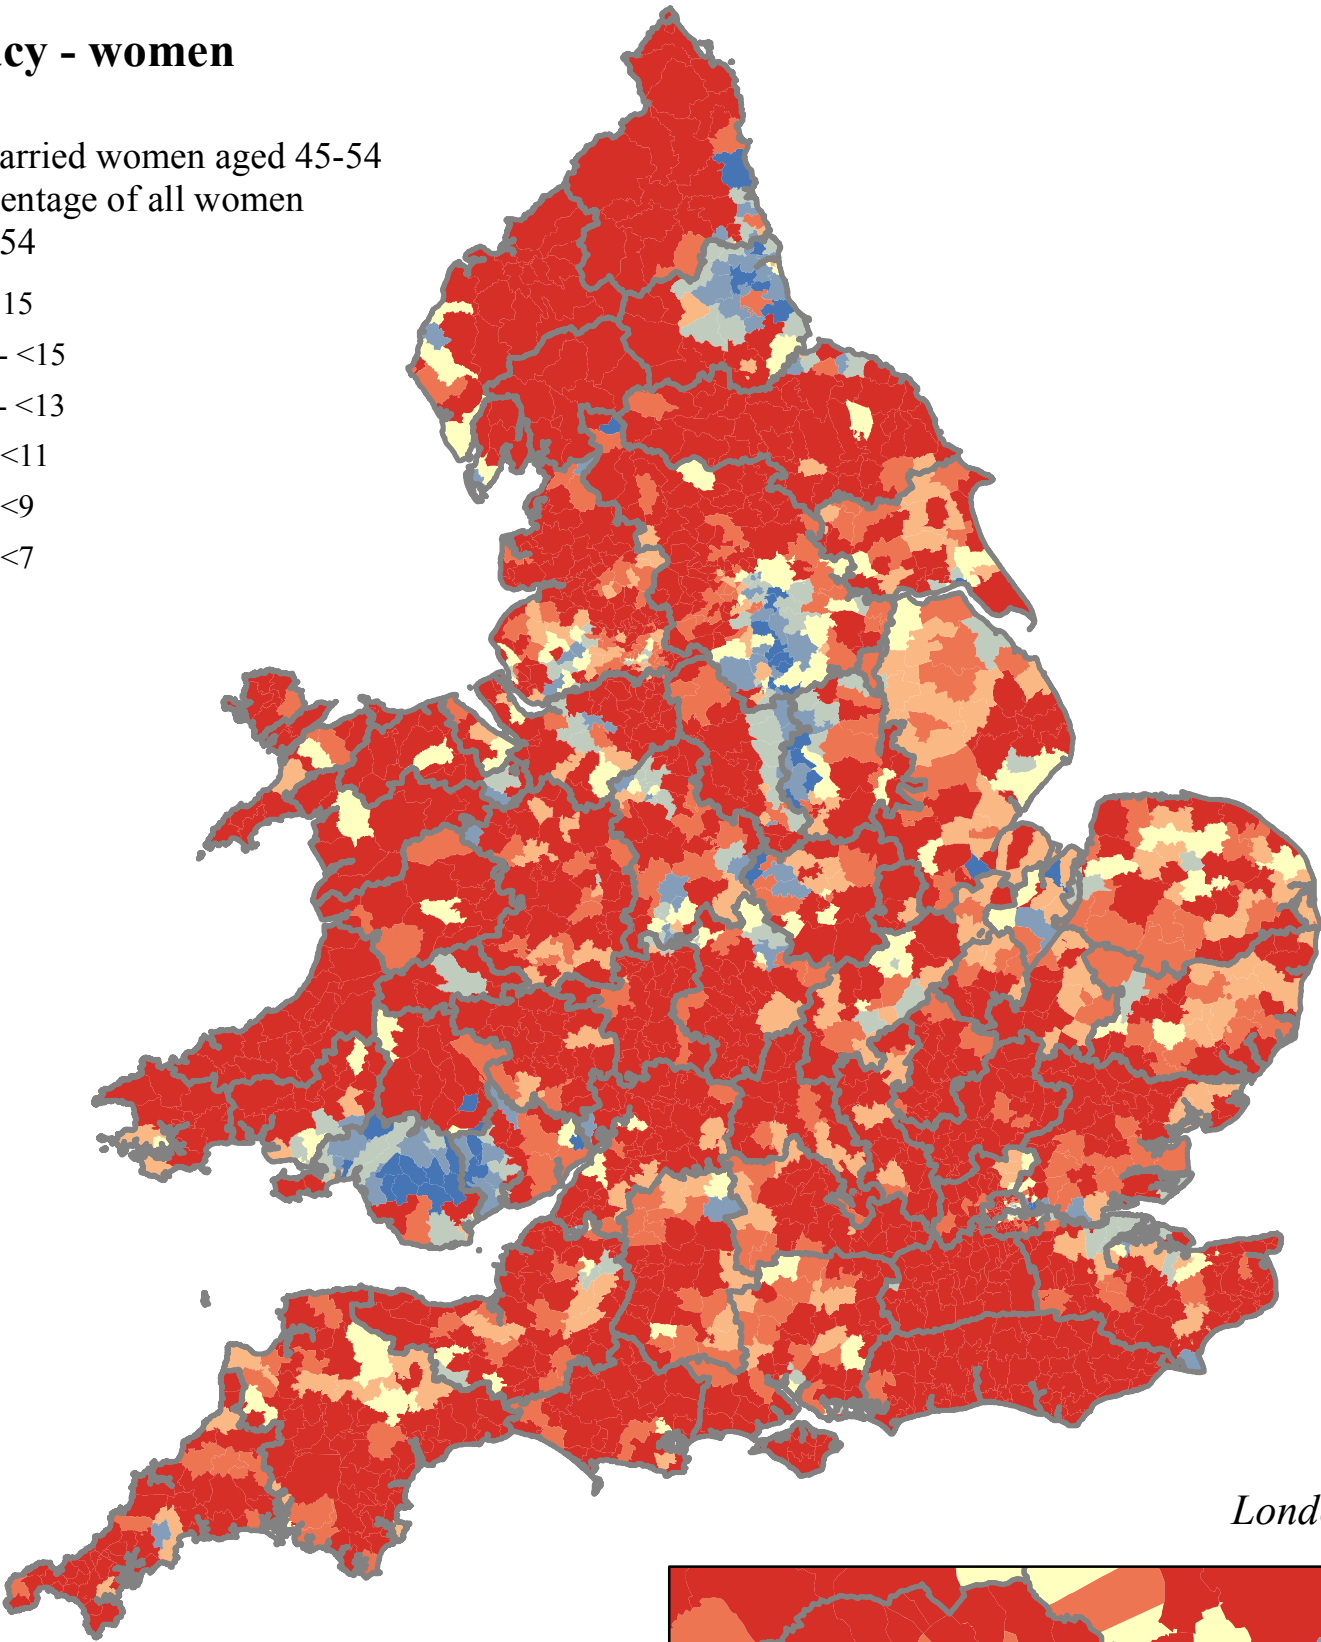 cy - women
arried women aged 45-54
entage of all women
54
15
- <15
- <13
<11
<9
<7
Lond